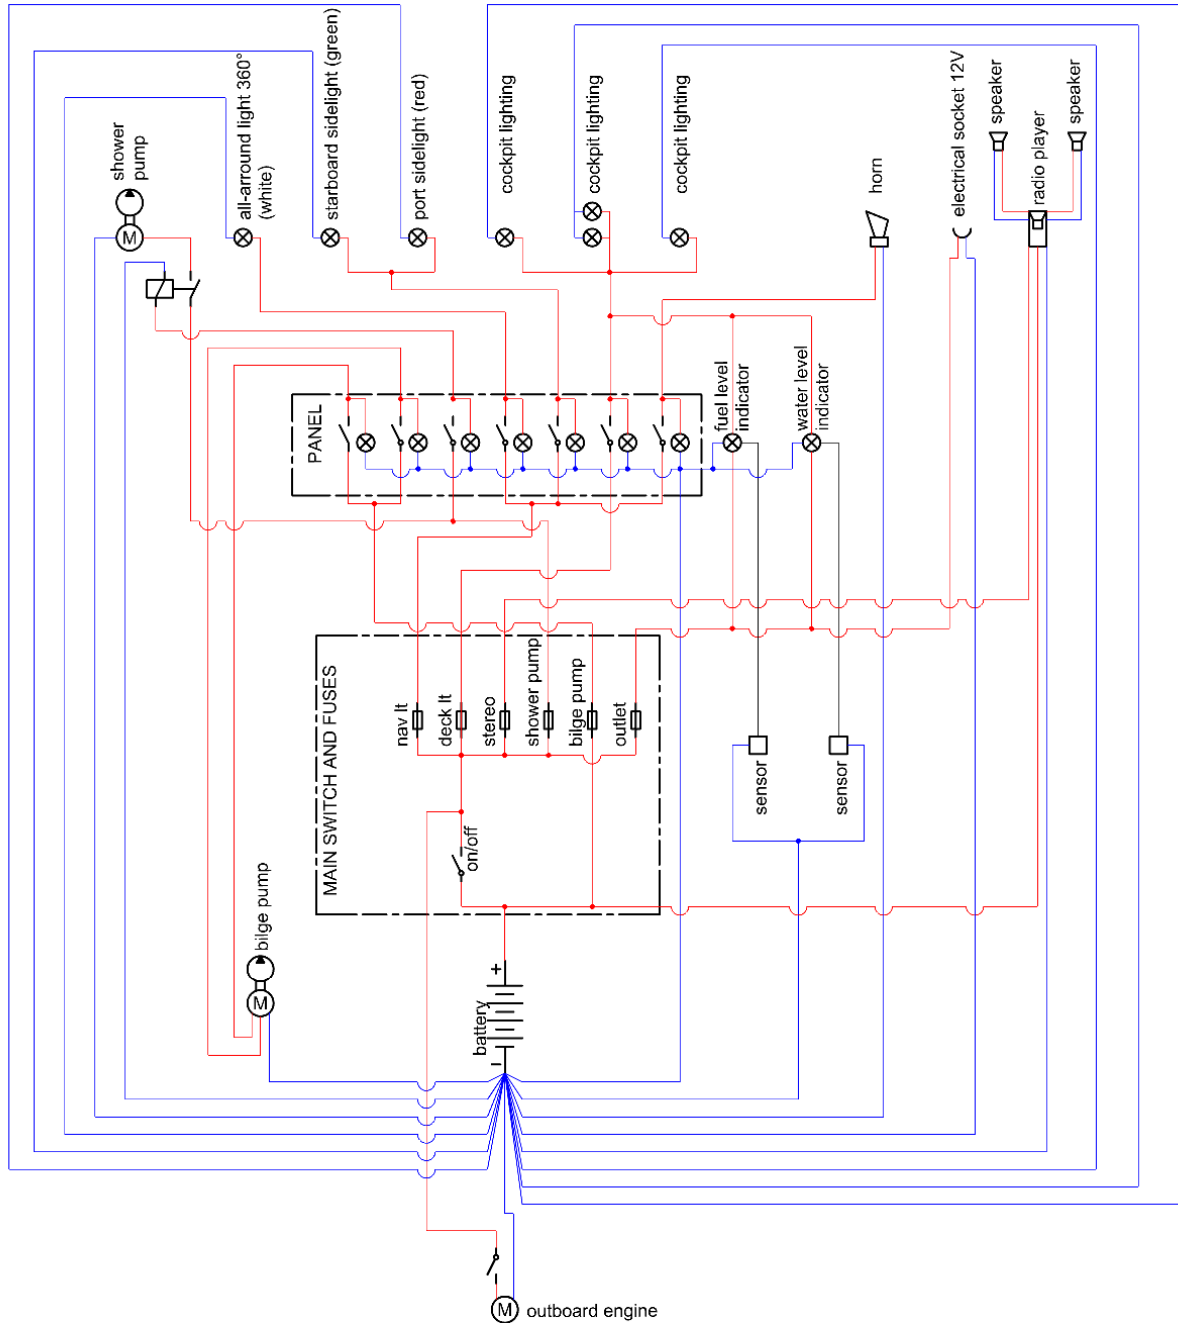 shower
pump
all-arround light 360°
(white)
starboard sidelight (green)
port sidelight (red)
cockpit lighting
cockpit lighting
cockpit lighting
horn
electrical socket 12V
speaker
radio player
speaker
M
PANEL
fuel level
indicator
water level
indicator
MAIN SWITCH AND FUSES
nav lt
deck lt
stereo
shower pump
bilge pump
outlet
on/off
sensor
sensor
bilge pump
M
battery
+
−
M
outboard engine